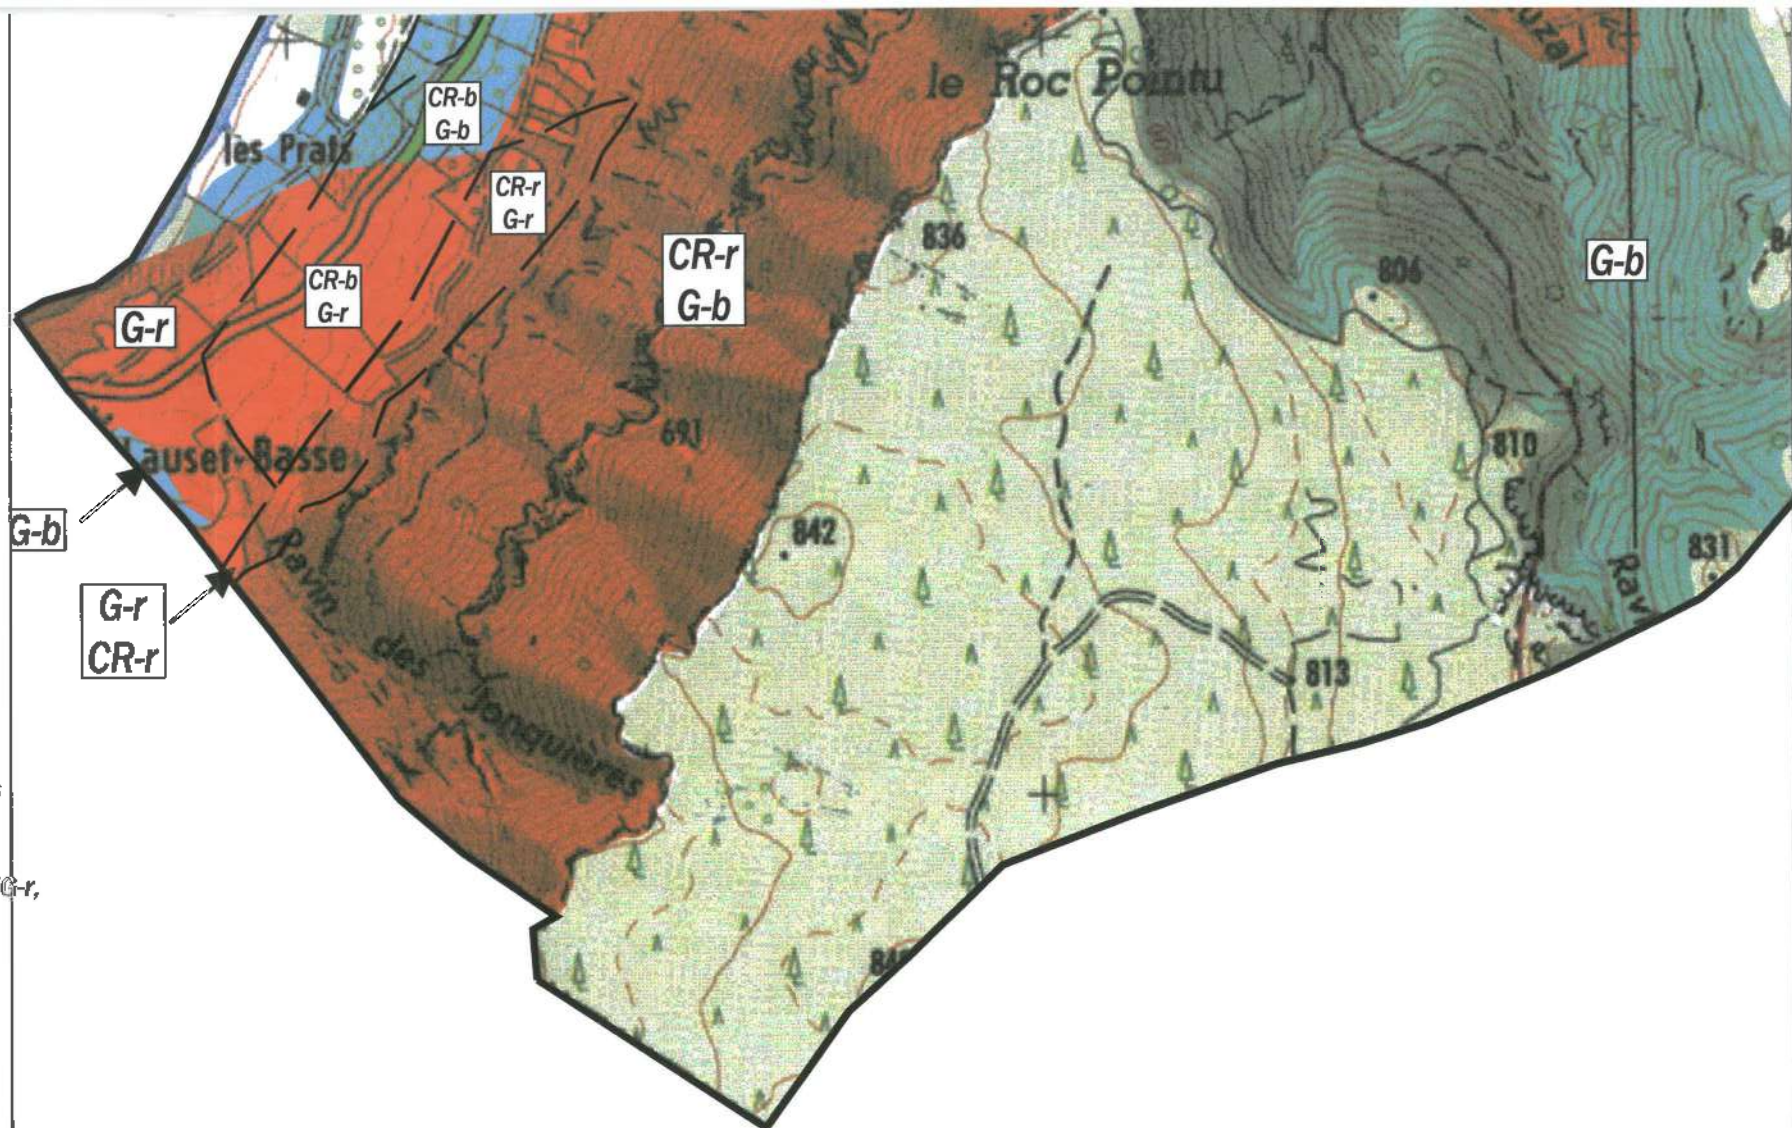 le Roc Pointu
CR-b
G-b
les Prats
CR-r
G-r
836
CR-r
G-b
G-b
806
CR-b
G-r
G-r
691
810
Lauset-Basse
G-b
842
831
Ravin
Rav
G-r
CR-r
des
813
Jonquières
G-r,